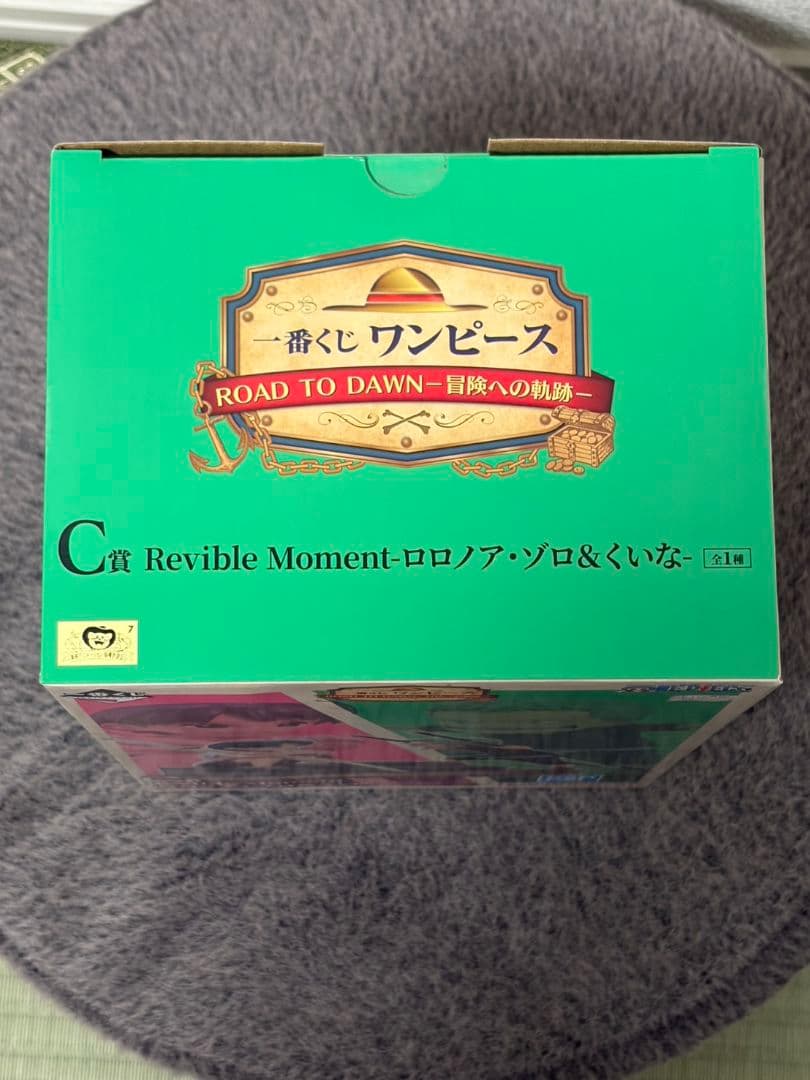 一番くじ ワンピース
ROAD TO DAWN－冒険への軌跡－
C賞 Revible Moment-ロロノア・ゾロ&くいな- 全1種
7